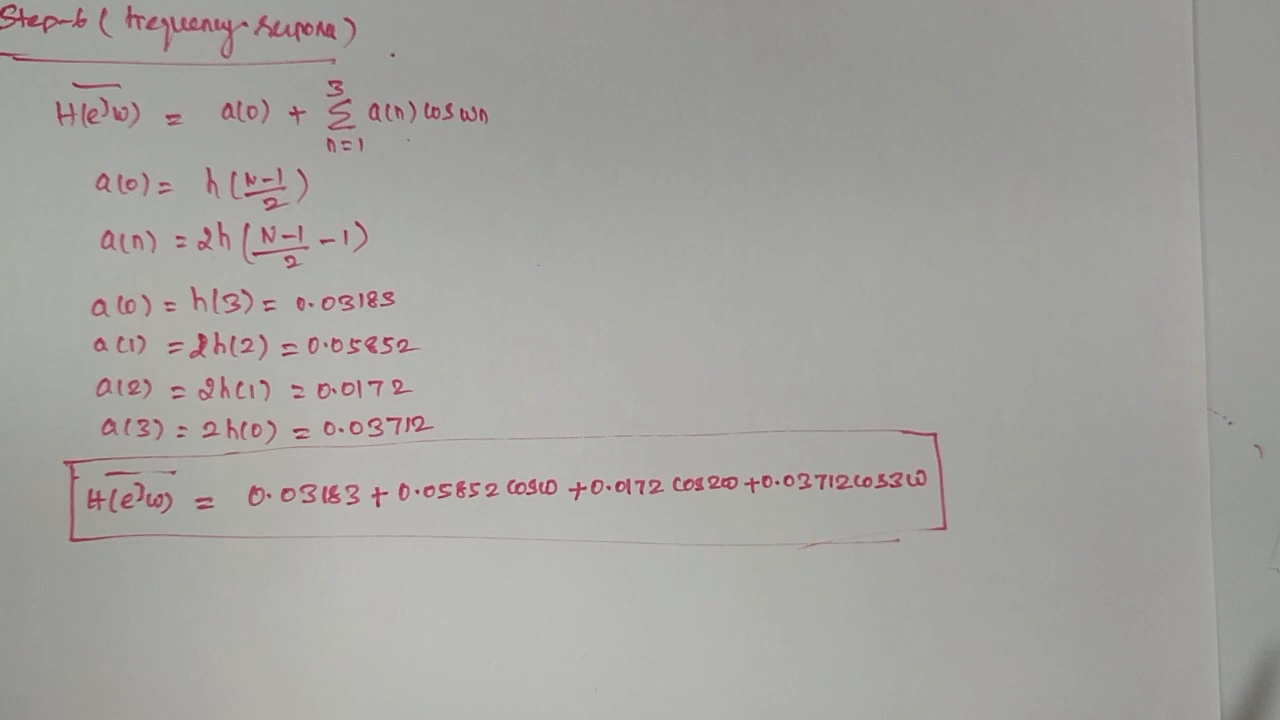 Step-6 ( frequency response )
H(e^jω) = a(0) + 3 Σ n=1 a(n) cos ωn
a(0) = h ( N-1 / 2 )
a(n) = 2h ( N-1 / 2 - 1 )
a(0) = h(3) = 0.03183
a(1) = 2h(2) = 0.05852
a(2) = 2h(1) = 0.0172
a(3) = 2h(0) = 0.03712
H(e^jω) = 0.03183 + 0.05852 cosω + 0.0172 cos2ω + 0.03712 cos3ω